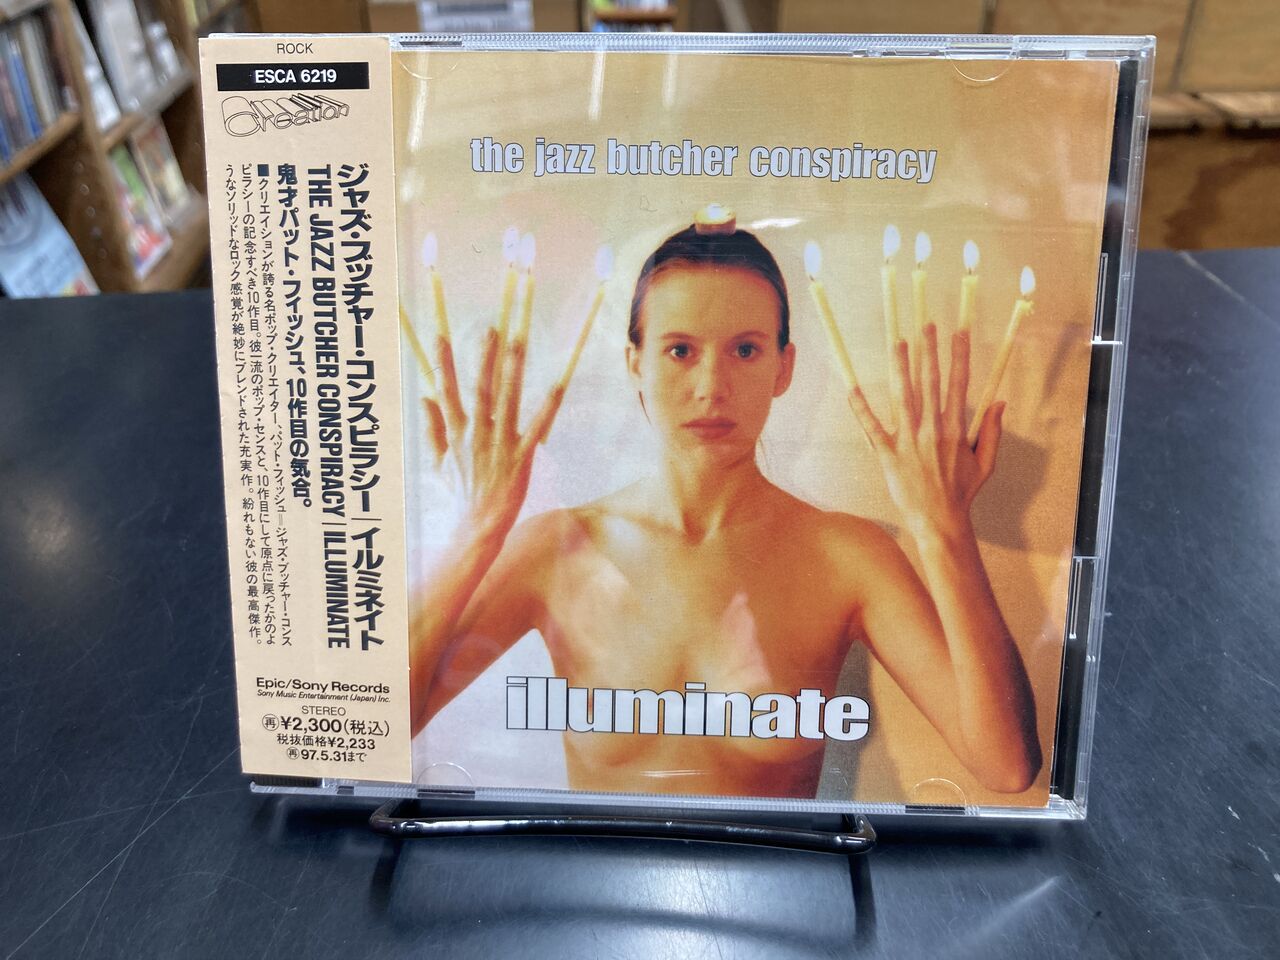 ROCK
ESCA 6219
Creation
ジャズ・ブッチャー・コンスピラシー|イルミネイト
THE JAZZ BUTCHER CONSPIRACY|ILLUMINATE
鬼才パット・フィッシュ、10作目の気合。
■クリエイションが誇る名ポップ・クリエイター、パット・フィッシュ=ジャズ・ブッチャー・コンス
ピラシーの記念すべき10作目。彼一流のポップ・センスと、10作目にして原点に戻ったかのよ
うなソリッドなロック感覚が絶妙にブレンドされた充実作。紛れもない彼の最高傑作。
Epic/Sony Records
Sony Music Entertainment (Japan) Inc.
STEREO
再¥2,300(税込)
税抜価格¥2,233
再97.5.31まで
the jazz butcher conspiracy
illuminate